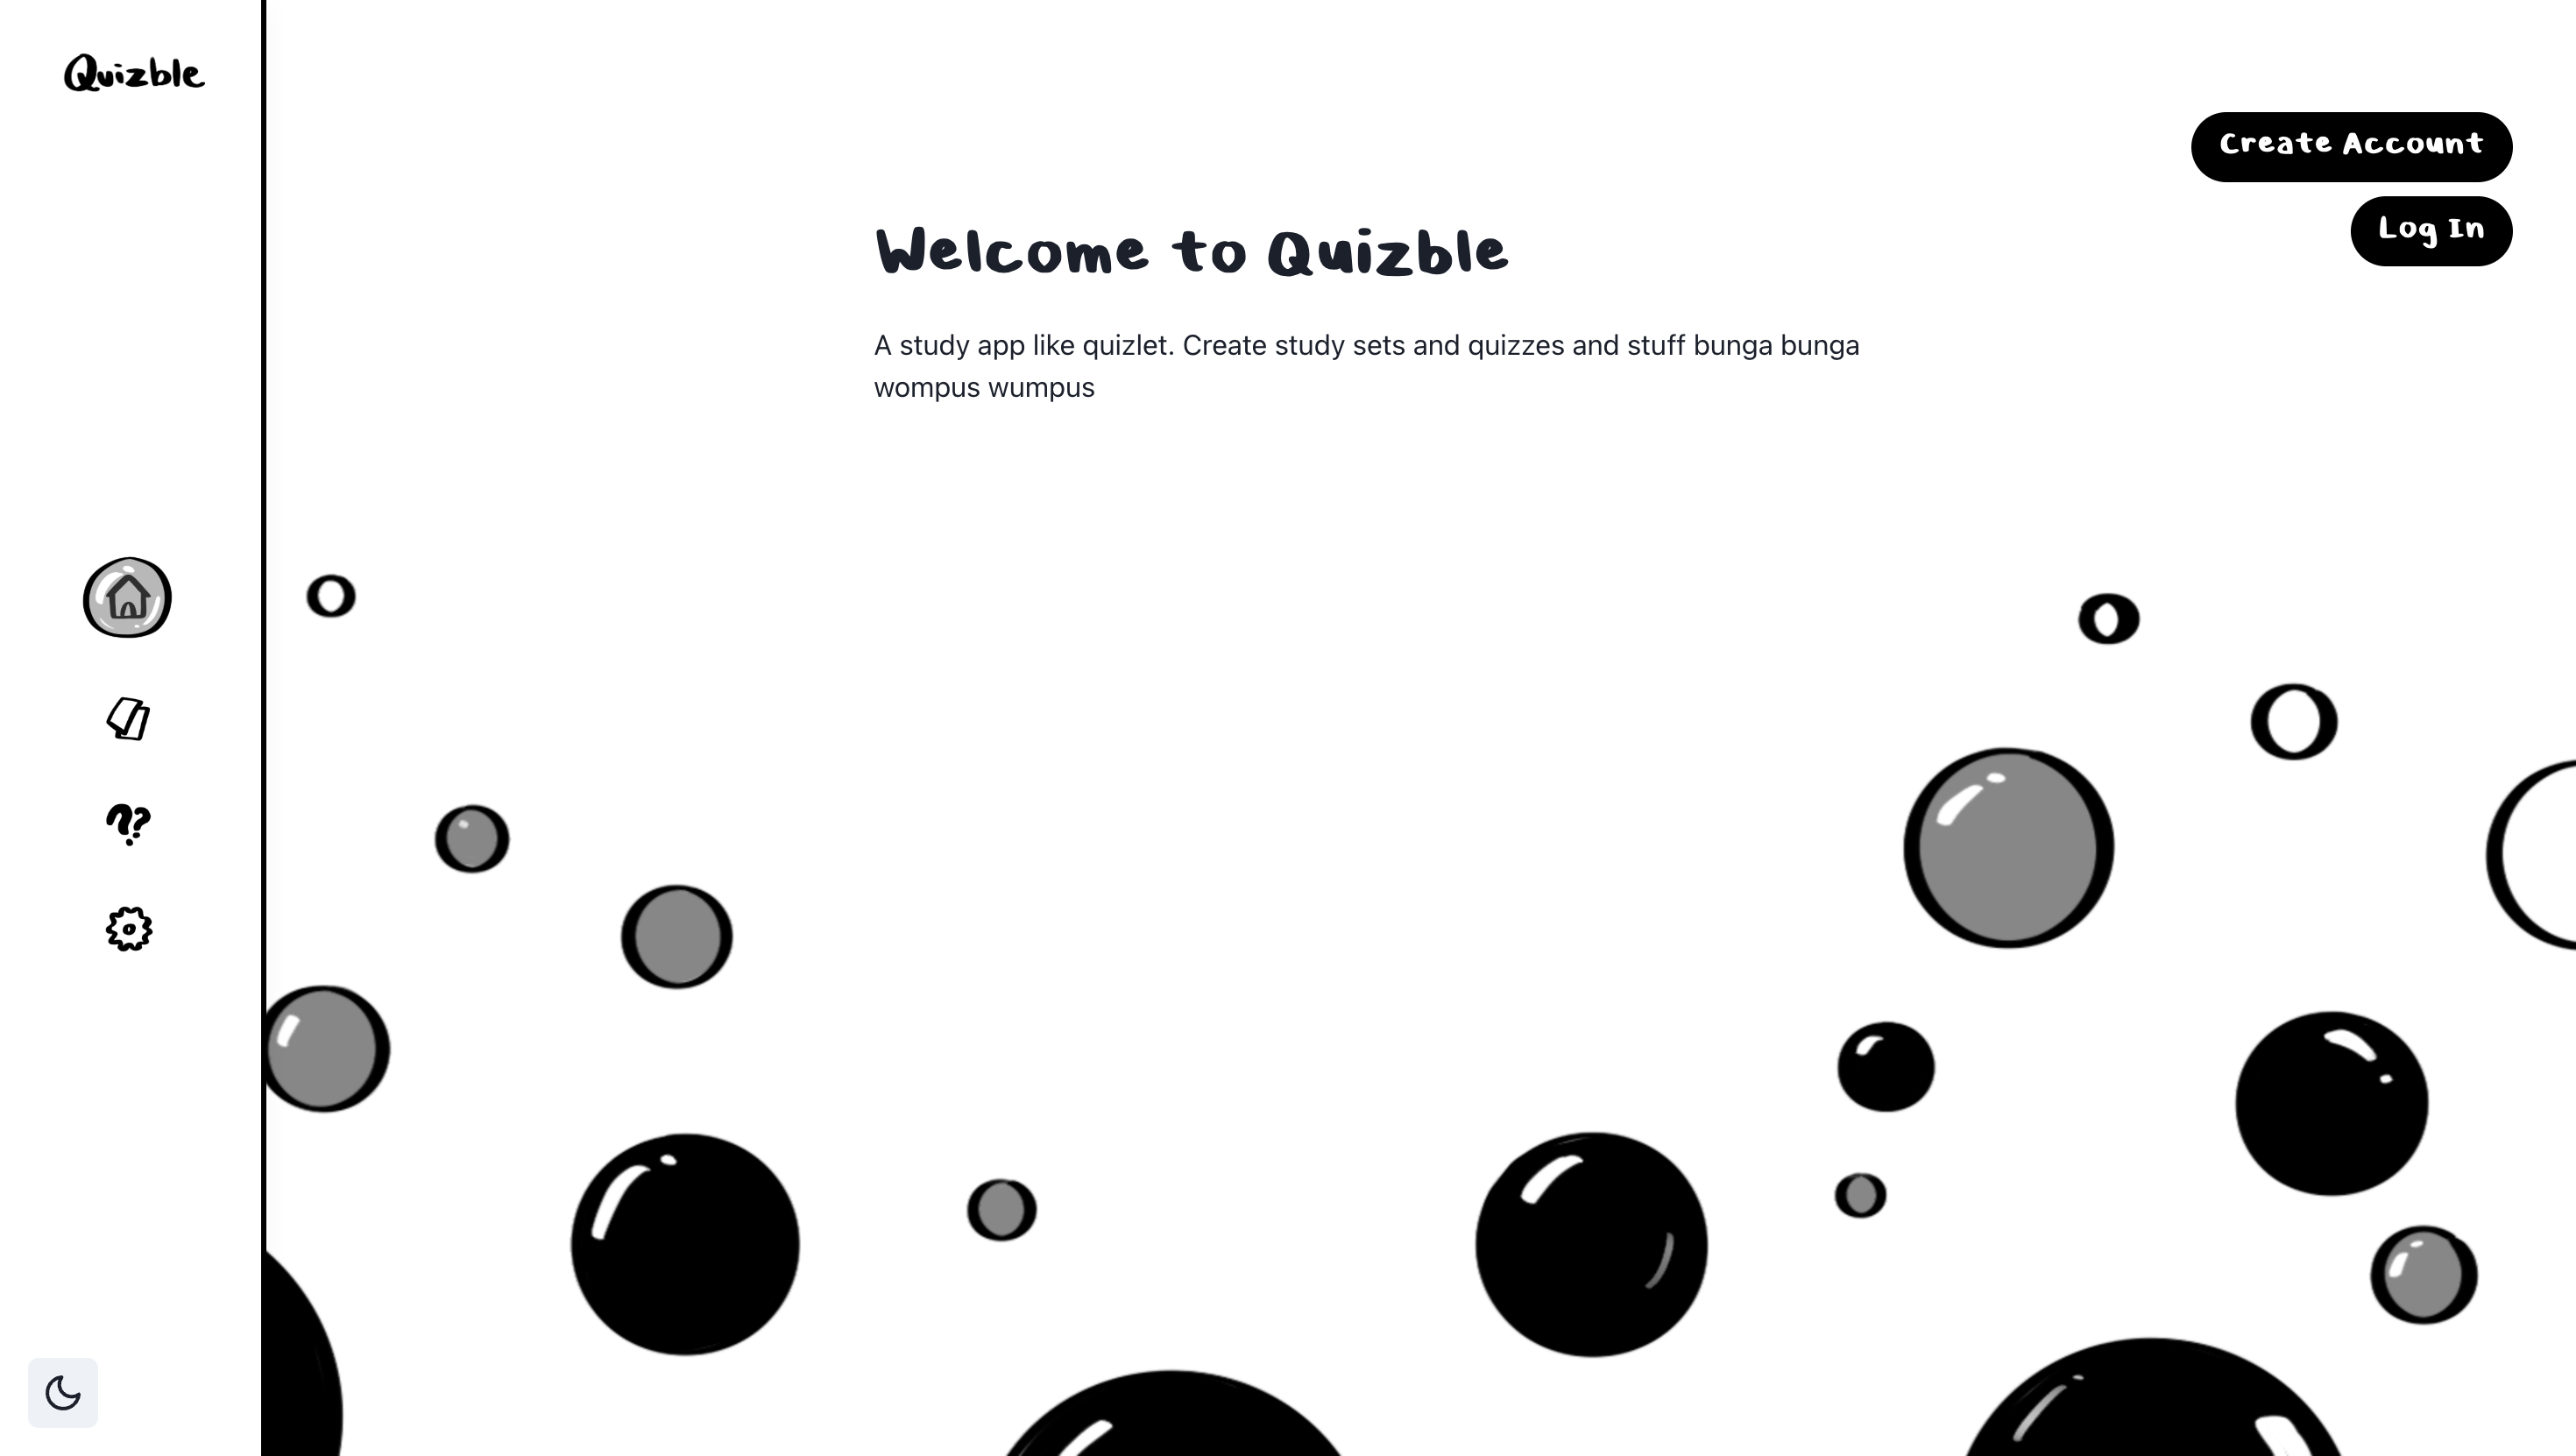 Quizble
Create Account
Log In
Welcome to Quizble
A study app like quizlet. Create study sets and quizzes and stuff bunga bunga
wompus wumpus
??